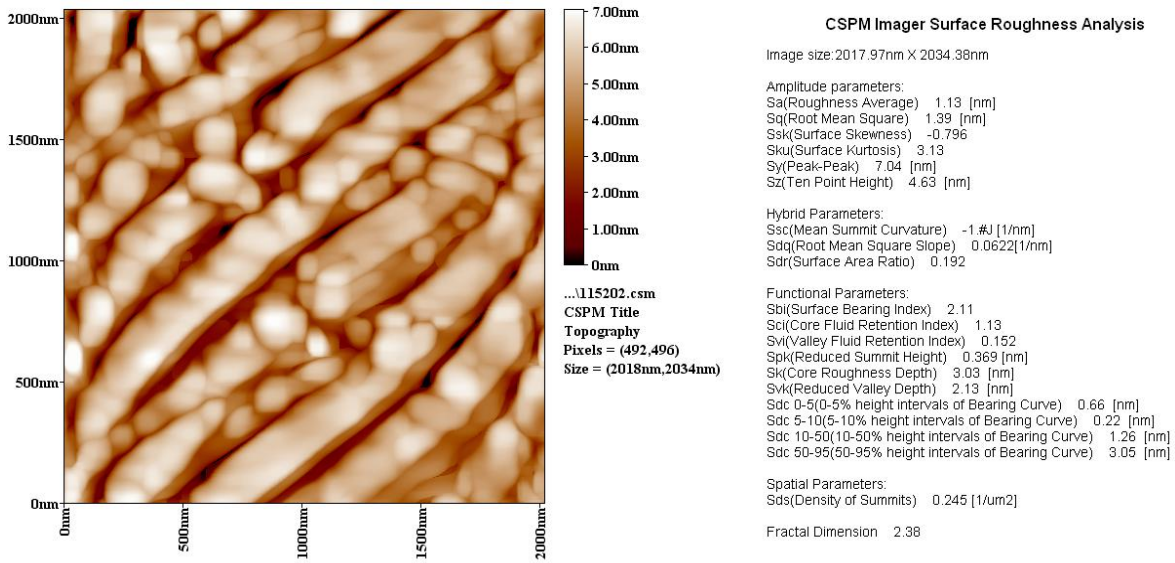 2000nm
1500nm
1000nm
500nm
0nm
0nm
500nm
1000nm
1500nm
2000nm
7.00nm
6.00nm
5.00nm
4.00nm
3.00nm
2.00nm
1.00nm
0nm
...\115202.csm
CSPM Title
Topography
Pixels = (492,496)
Size = (2018nm,2034nm)
CSPM Imager Surface Roughness Analysis
Image size:2017.97nm X 2034.38nm
Amplitude parameters:
Sa(Roughness Average) 1.13 [nm]
Sq(Root Mean Square) 1.39 [nm]
Ssk(Surface Skewness) -0.796
Sku(Surface Kurtosis) 3.13
Sy(Peak-Peak) 7.04 [nm]
Sz(Ten Point Height) 4.63 [nm]
Hybrid Parameters:
Ssc(Mean Summit Curvature) -1.#J [1/nm]
Sdq(Root Mean Square Slope) 0.0622[1/nm]
Sdr(Surface Area Ratio) 0.192
Functional Parameters:
Sbi(Surface Bearing Index) 2.11
Sci(Core Fluid Retention Index) 1.13
Svi(Valley Fluid Retention Index) 0.152
Spk(Reduced Summit Height) 0.369 [nm]
Sk(Core Roughness Depth) 3.03 [nm]
Svk(Reduced Valley Depth) 2.13 [nm]
Sdc 0-5(0-5% height intervals of Bearing Curve) 0.66 [nm]
Sdc 5-10(5-10% height intervals of Bearing Curve) 0.22 [nm]
Sdc 10-50(10-50% height intervals of Bearing Curve) 1.26 [nm]
Sdc 50-95(50-95% height intervals of Bearing Curve) 3.05 [nm]
Spatial Parameters:
Sds(Density of Summits) 0.245 [1/um2]
Fractal Dimension 2.38